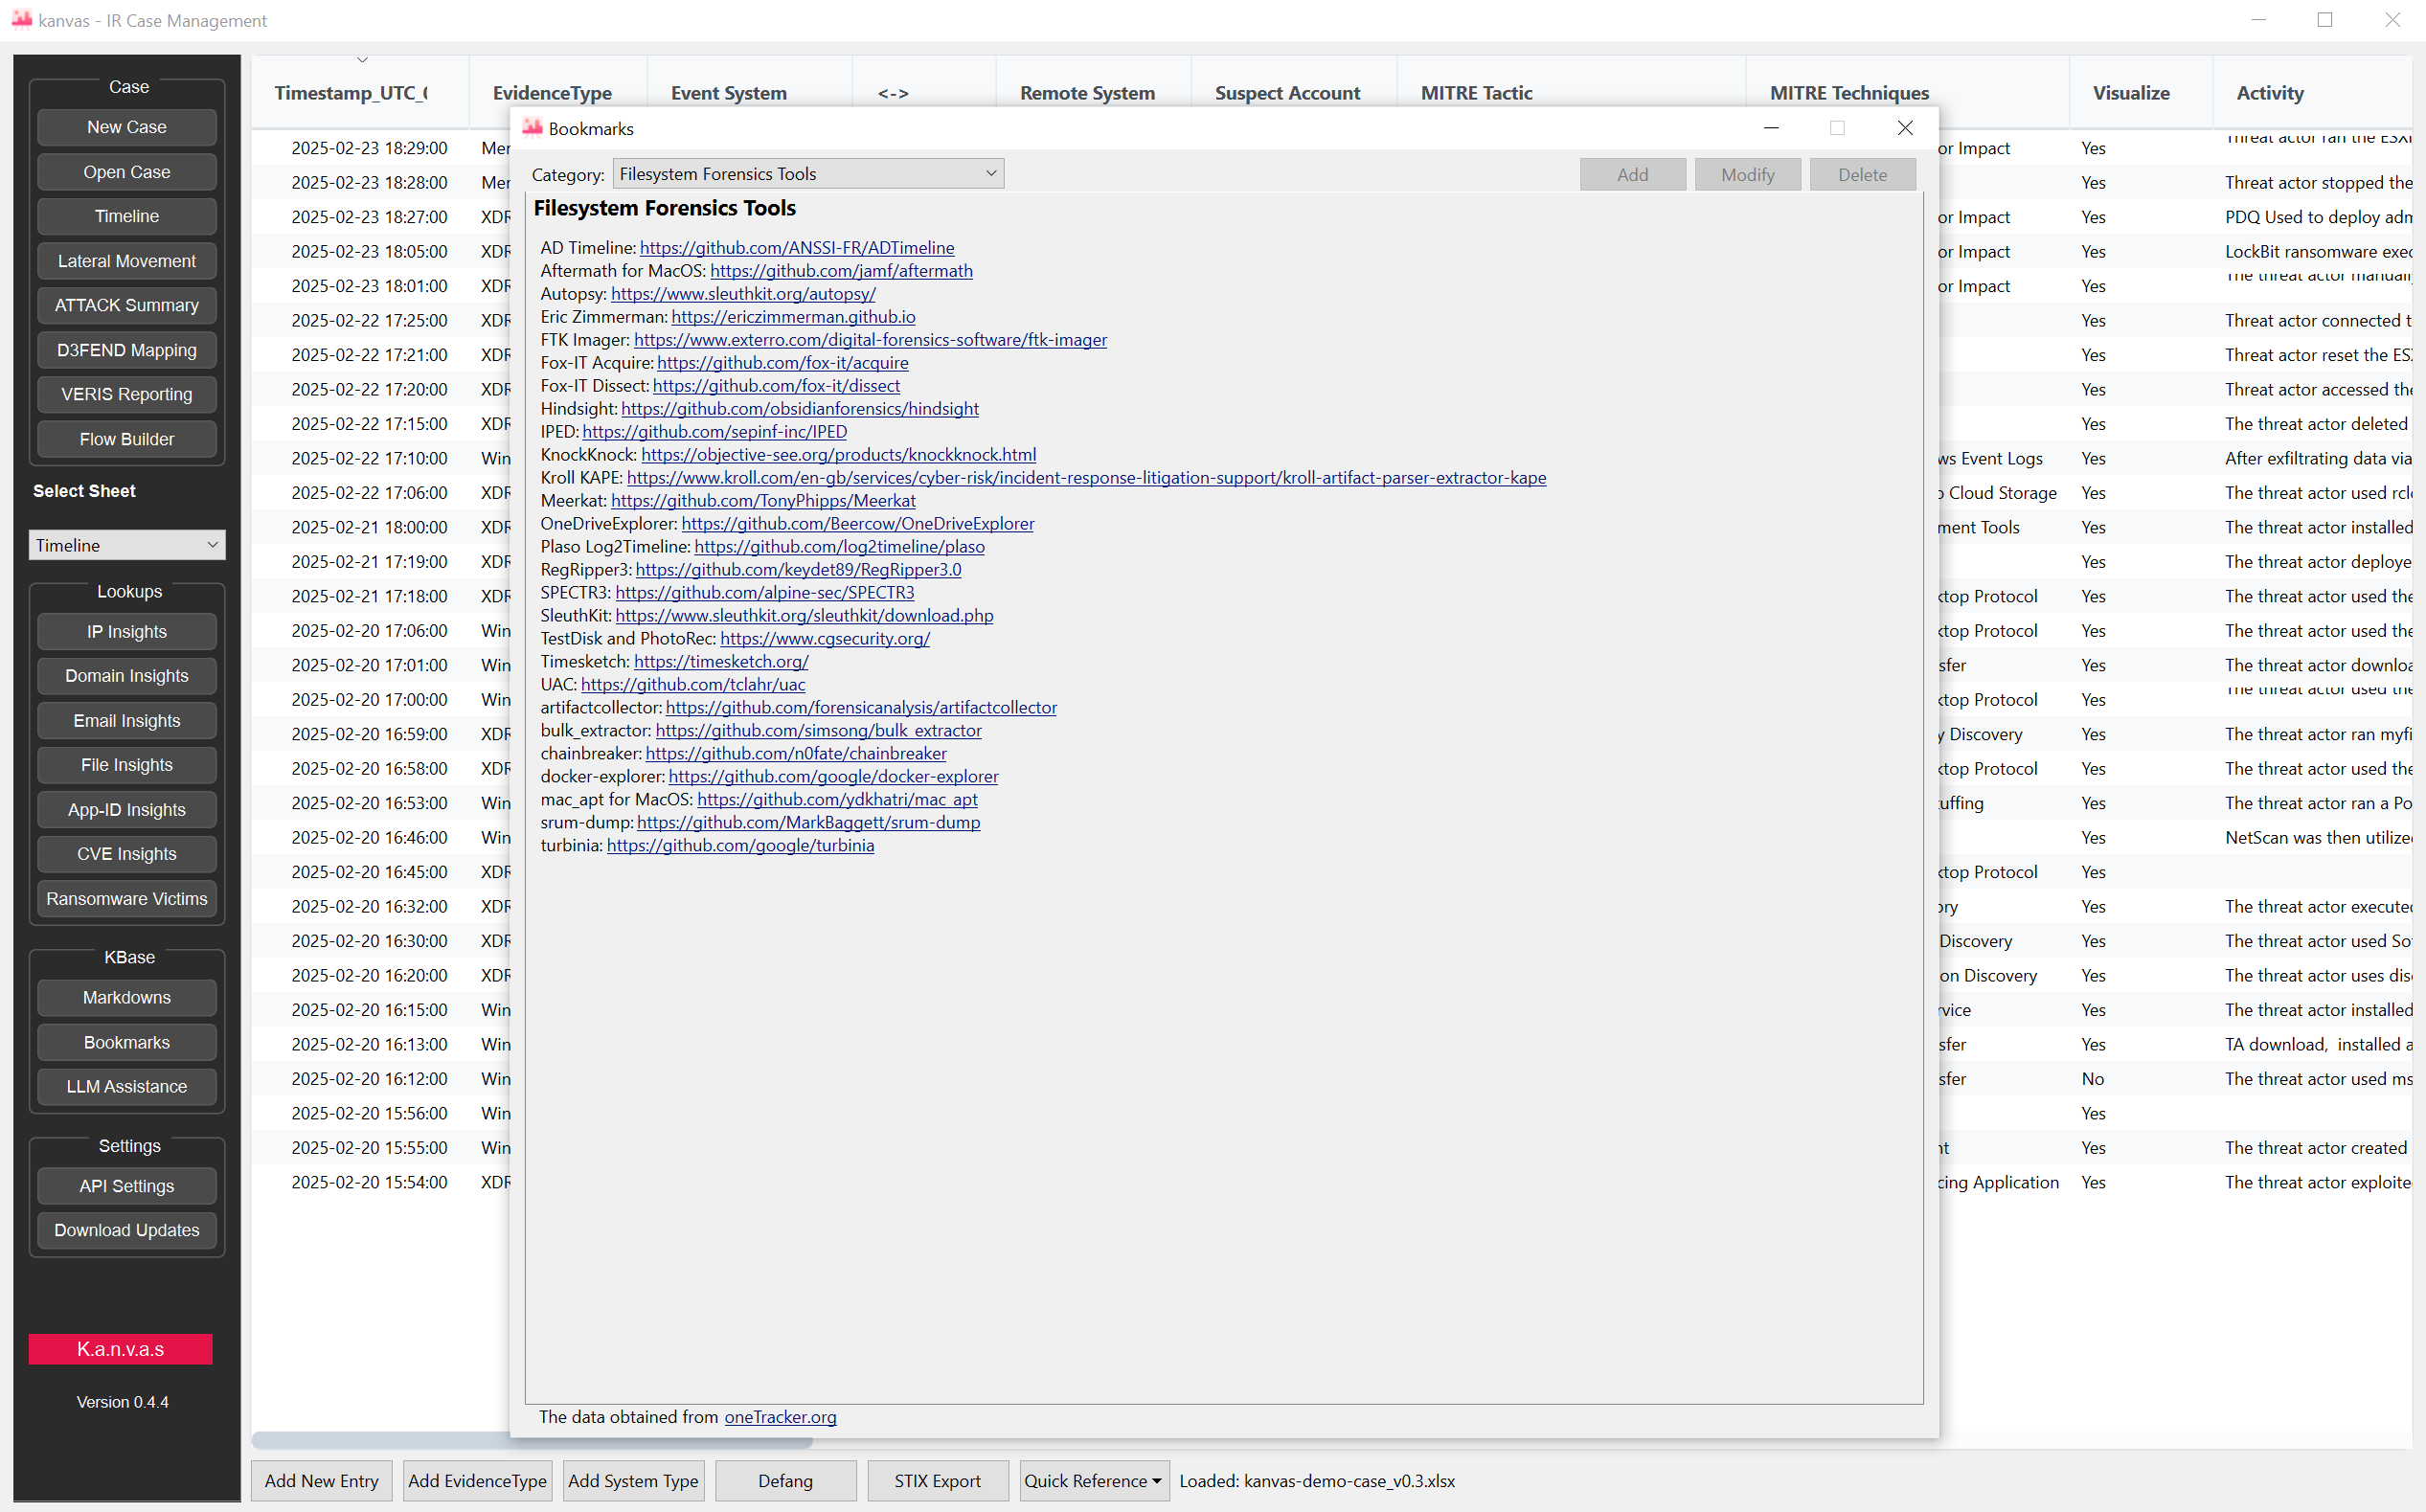 kanvas - IR Case Management
Case
New Case
Open Case
Timeline
Lateral Movement
ATTACK Summary
D3FEND Mapping
VERIS Reporting
Flow Builder
Select Sheet
Timeline
Lookups
IP Insights
Domain Insights
Email Insights
File Insights
App-ID Insights
CVE Insights
Ransomware Victims
KBase
Markdowns
Bookmarks
LLM Assistance
Settings
API Settings
Download Updates
K.a.n.v.a.s
Version 0.4.4
Timestamp_UTC_ EvidenceType Event System <-> Remote System Suspect Account MITRE Tactic MITRE Techniques Visualize Activity
Bookmarks
Category: Filesystem Forensics Tools Add Modify Delete
Filesystem Forensics Tools
AD Timeline: https://github.com/ANSSI-FR/ADTimeline
Aftermath for MacOS: https://github.com/jamf/aftermath
Autopsy: https://www.sleuthkit.org/autopsy/
Eric Zimmerman: https://ericzimmerman.github.io
FTK Imager: https://www.exterro.com/digital-forensics-software/ftk-imager
Fox-IT Acquire: https://github.com/fox-it/acquire
Fox-IT Dissect: https://github.com/fox-it/dissect
Hindsight: https://github.com/obsidianforensics/hindsight
IPED: https://github.com/sepinf-inc/IPED
KnockKnock: https://objective-see.org/products/knockknock.html
Kroll KAPE: https://www.kroll.com/en-gb/services/cyber-risk/incident-response-litigation-support/kroll-artifact-parser-extractor-kape
Meerkat: https://github.com/TonyPhipps/Meerkat
OneDriveExplorer: https://github.com/Beercow/OneDriveExplorer
Plaso Log2Timeline: https://github.com/log2timeline/plaso
RegRipper3: https://github.com/keydet89/RegRipper3.0
SPECTR3: https://github.com/alpine-sec/SPECTR3
SleuthKit: https://www.sleuthkit.org/sleuthkit/download.php
TestDisk and PhotoRec: https://www.cgsecurity.org/
Timesketch: https://timesketch.org/
UAC: https://github.com/tclahr/uac
artifactcollector: https://github.com/forensicanalysis/artifactcollector
bulk_extractor: https://github.com/simsong/bulk_extractor
chainbreaker: https://github.com/n0fate/chainbreaker
docker-explorer: https://github.com/google/docker-explorer
mac_apt for MacOS: https://github.com/ydkhatri/mac_apt
srum-dump: https://github.com/MarkBaggett/srum-dump
turbinia: https://github.com/google/turbinia
The data obtained from oneTracker.org
2025-02-23 18:29:00 Mer or Impact Yes Threat actor ran the ESXi
2025-02-23 18:28:00 Mer Yes Threat actor stopped the
2025-02-23 18:27:00 XDR or Impact Yes PDQ Used to deploy adm
2025-02-23 18:05:00 XDR or Impact Yes LockBit ransomware exec
2025-02-23 18:01:00 XDR or Impact Yes The threat actor manuall
2025-02-22 17:25:00 XDR Yes Threat actor connected t
2025-02-22 17:21:00 XDR Yes Threat actor reset the ES
2025-02-22 17:20:00 XDR Yes Threat actor accessed the
2025-02-22 17:15:00 XDR Yes The threat actor deleted
2025-02-22 17:10:00 Win ws Event Logs Yes After exfiltrating data via
2025-02-22 17:06:00 XDR o Cloud Storage Yes The threat actor used rcl
2025-02-21 18:00:00 XDR ment Tools Yes The threat actor installed
2025-02-21 17:19:00 XDR Yes The threat actor deploye
2025-02-21 17:18:00 XDR ktop Protocol Yes The threat actor used the
2025-02-20 17:06:00 Win ktop Protocol Yes The threat actor used the
2025-02-20 17:01:00 Win sfer Yes The threat actor downloa
2025-02-20 17:00:00 Win ktop Protocol Yes The threat actor used the
2025-02-20 16:59:00 XDR y Discovery Yes The threat actor ran myfi
2025-02-20 16:58:00 XDR ktop Protocol Yes The threat actor used the
2025-02-20 16:53:00 Win uffing Yes The threat actor ran a Po
2025-02-20 16:46:00 Win Yes NetScan was then utilize
2025-02-20 16:45:00 XDR ktop Protocol Yes
2025-02-20 16:32:00 XDR ory Yes The threat actor execute
2025-02-20 16:30:00 XDR Discovery Yes The threat actor used So
2025-02-20 16:20:00 XDR on Discovery Yes The threat actor uses dis
2025-02-20 16:15:00 Win rvice Yes The threat actor installed
2025-02-20 16:13:00 Win sfer Yes TA download, installed a
2025-02-20 16:12:00 Win sfer No The threat actor used ms
2025-02-20 15:56:00 Win Yes
2025-02-20 15:55:00 Win nt Yes The threat actor created
2025-02-20 15:54:00 XDR cing Application Yes The threat actor exploite
Add New Entry Add EvidenceType Add System Type Defang STIX Export Quick Reference Loaded: kanvas-demo-case_v0.3.xlsx